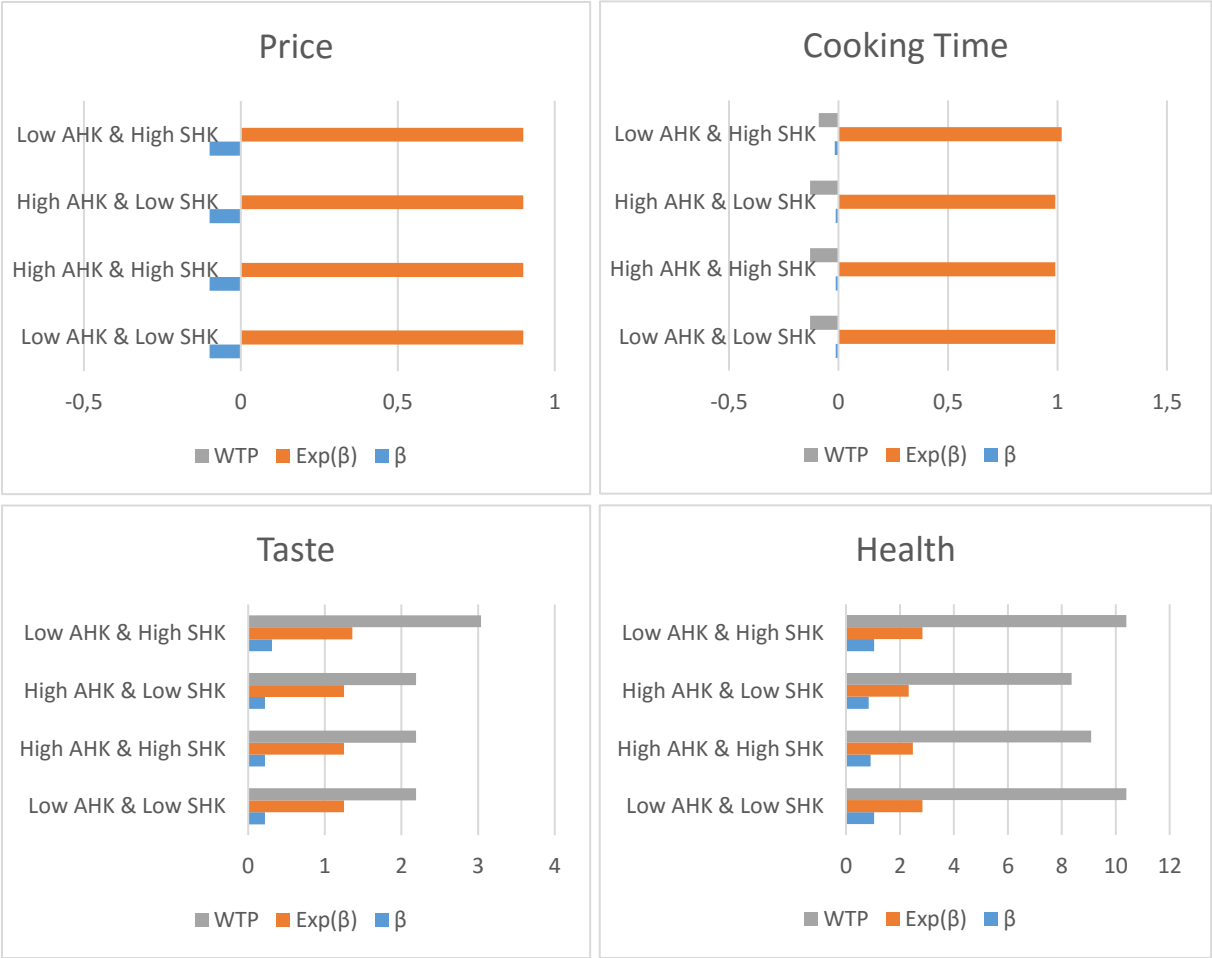 Price
Low AHK & High SHK
High AHK & Low SHK
High AHK & High SHK
Low AHK & Low SHK
-0,5 0 0,5 1
WTP Exp(β) β
Cooking Time
Low AHK & High SHK
High AHK & Low SHK
High AHK & High SHK
Low AHK & Low SHK
-0,5 0 0,5 1 1,5
WTP Exp(β) β
Taste
Low AHK & High SHK
High AHK & Low SHK
High AHK & High SHK
Low AHK & Low SHK
0 1 2 3 4
WTP Exp(β) β
Health
Low AHK & High SHK
High AHK & Low SHK
High AHK & High SHK
Low AHK & Low SHK
0 2 4 6 8 10 12
WTP Exp(β) β